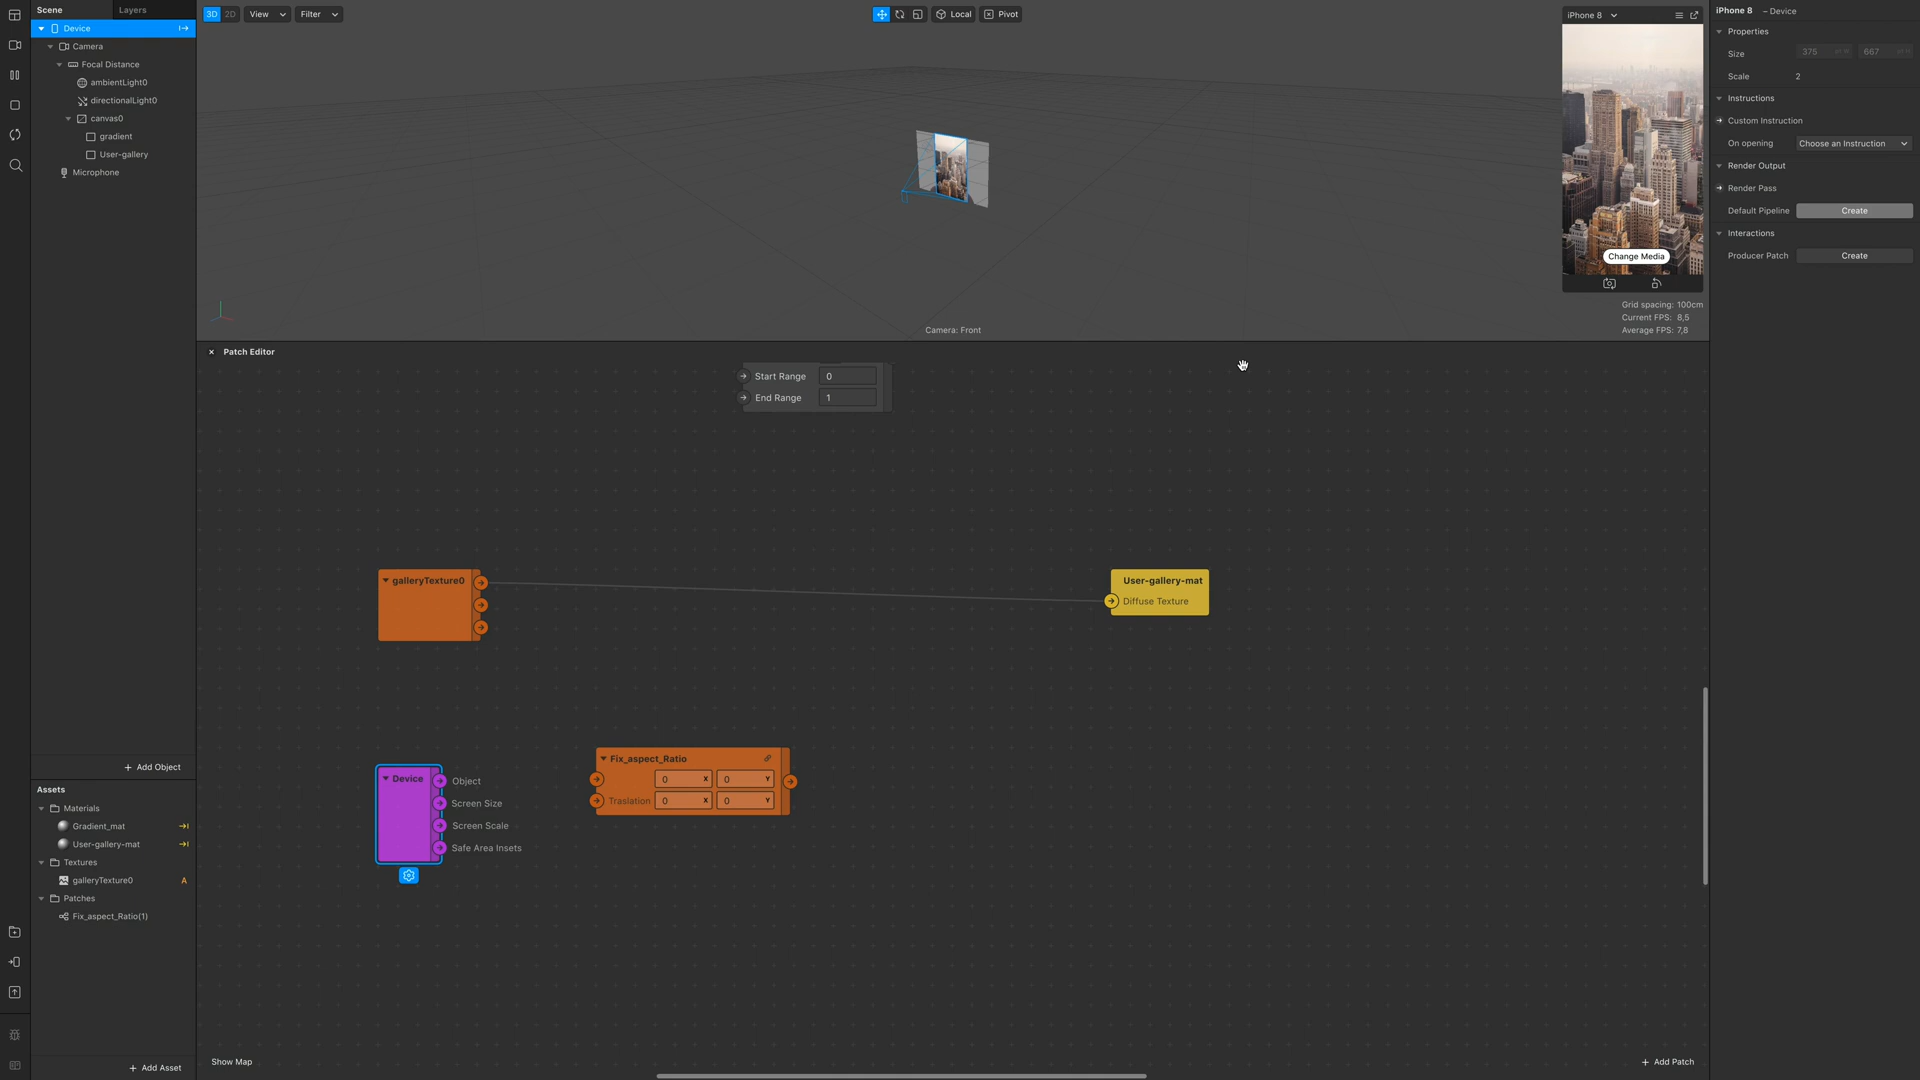 Scene
Layers
Device
Camera
Focal Distance
ambientLight0
directionalLight0
canvas0
gradient
User-gallery
Microphone
+ Add Object
Assets
Materials
Gradient_mat
User-gallery-mat
Textures
galleryTexture0 A
Patches
Fix_aspect_Ratio(1)
+ Add Asset
3D 2D View Filter
Local Pivot
Camera: Front
iPhone 8
Change Media
Grid spacing: 100cm
Current FPS: 8,5
Average FPS: 7,8
Patch Editor
Start Range 0
End Range 1
galleryTexture0
User-gallery-mat
Diffuse Texture
Device
Object
Screen Size
Screen Scale
Safe Area Insets
Fix_aspect_Ratio
0 X 0 Y
Traslation 0 X 0 Y
Show Map
+ Add Patch
iPhone 8 – Device
Properties
Size 375 pt W 667 pt H
Scale 2
Instructions
Custom Instruction
On opening Choose an Instruction
Render Output
Render Pass
Default Pipeline Create
Interactions
Producer Patch Create